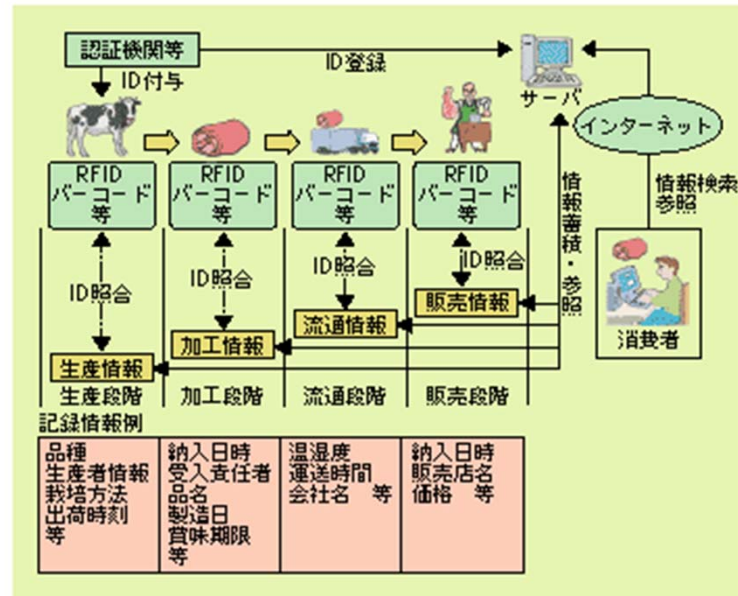 認証機関等
ID付与
ID登録
サーバ
インターネット
情報検索
参照
消費者
情報蓄積・参照
RFID
バーコード
等
RFID
バーコード
等
RFID
バーコード
等
RFID
バーコード
等
ID照合
ID照合
ID照合
ID照合
生産情報
加工情報
流通情報
販売情報
生産段階
加工段階
流通段階
販売段階
記録情報例
品種
生産者情報
栽培方法
出荷時刻
等
納入日時
受入責任者
品名
製造日
賞味期限
等
温湿度
運送時間
会社名 等
納入日時
販売店名
価格 等